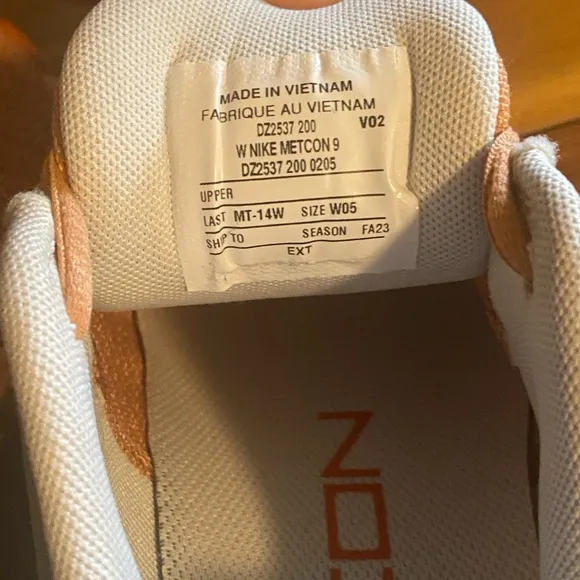 MADE IN VIETNAM
FABRIQUE AU VIETNAM
DZ2537 200 V02
W NIKE METCON 9
DZ2537 200 0205
UPPER
LAST MT-14W SIZE W05
SHIP TO SEASON FA23
EXT